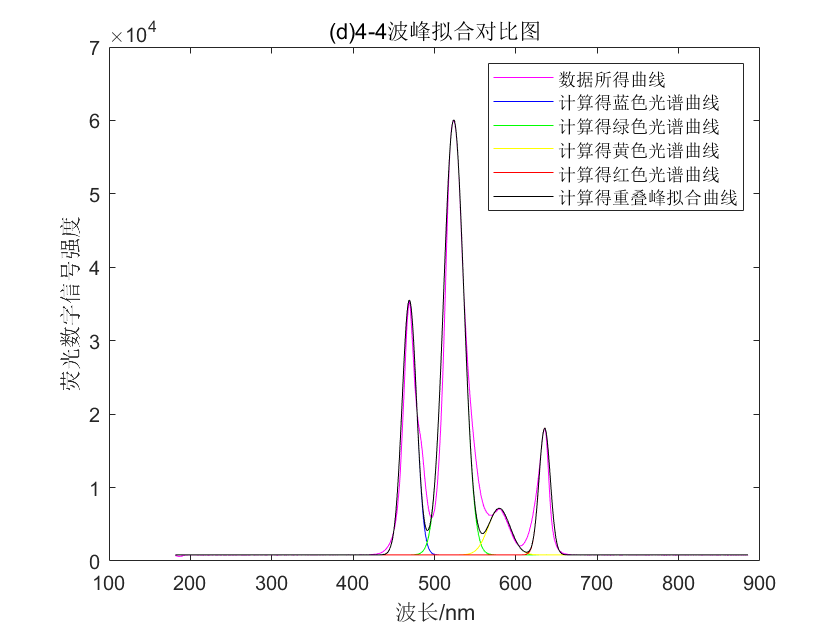 (d)4-4波峰拟合对比图
×10^4
7
6
5
4
3
2
1
0
荧光数字信号强度
数据所得曲线
计算得蓝色光谱曲线
计算得绿色光谱曲线
计算得黄色光谱曲线
计算得红色光谱曲线
计算得重叠峰拟合曲线
100 200 300 400 500 600 700 800 900
波长/nm